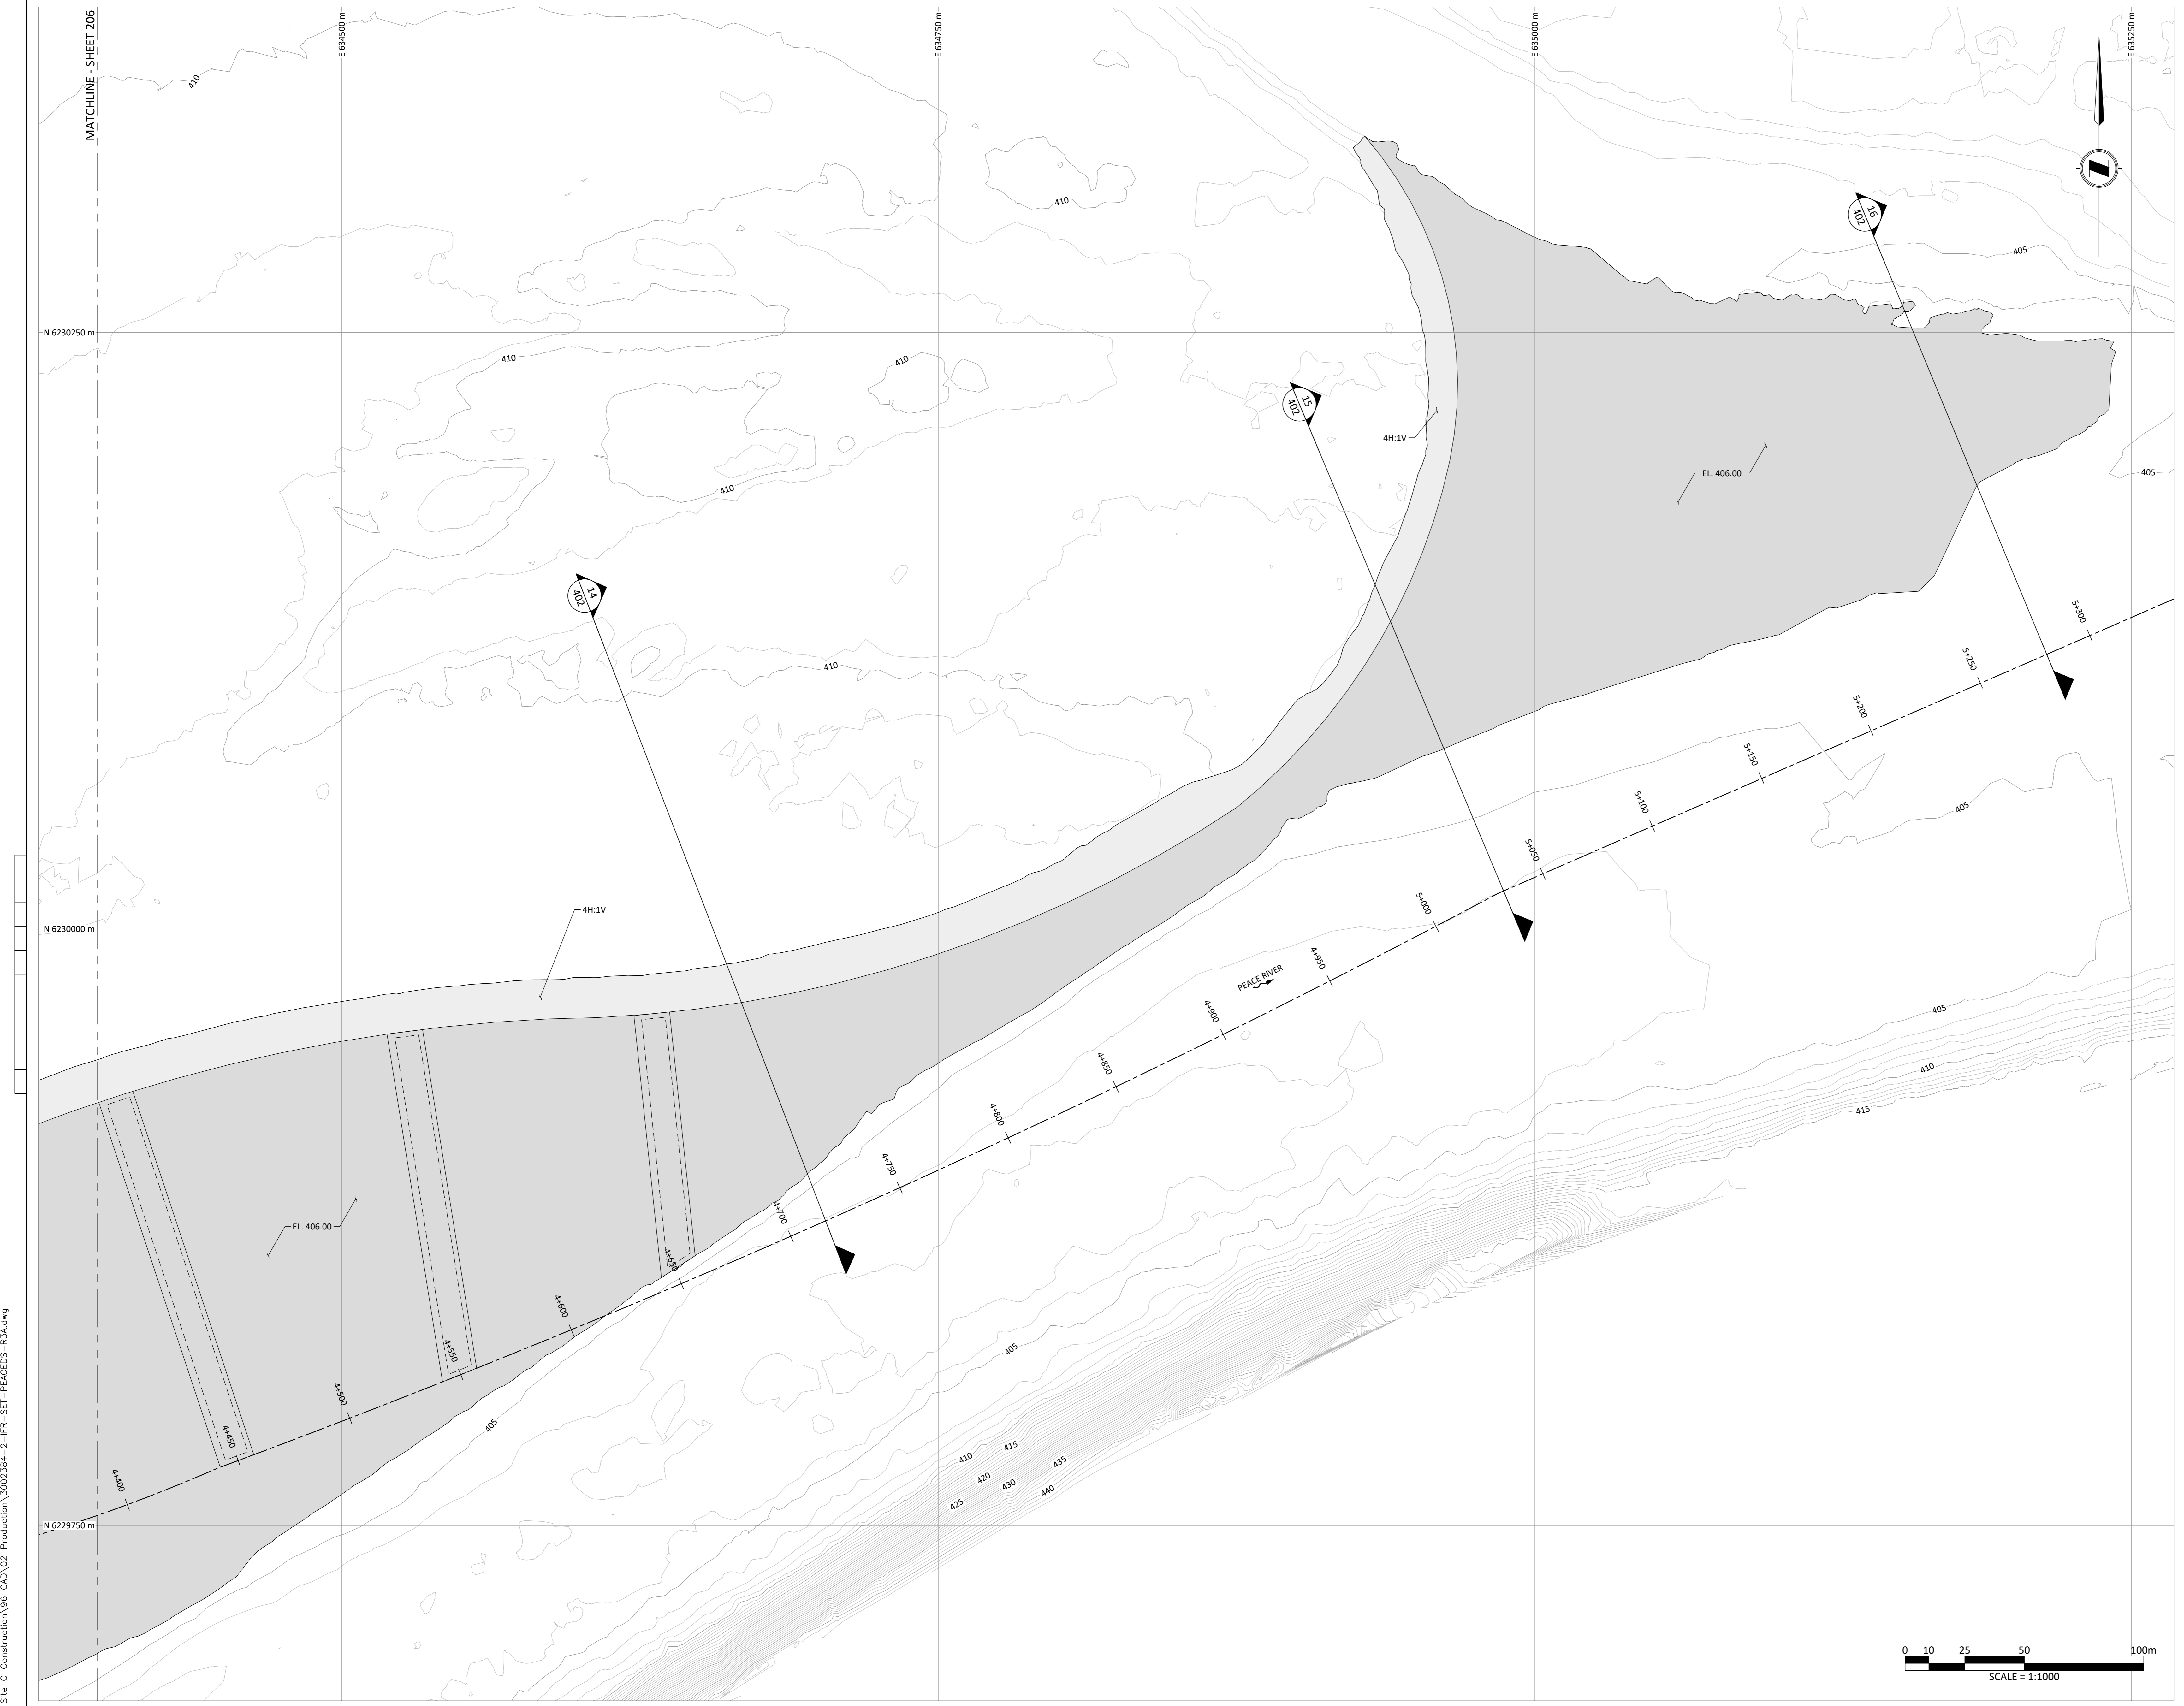 MATCHLINE - SHEET 206
E 634500 m
E 634750 m
E 635000 m
E 635250 m
410
410
16
402
405
N 6230250 m
410
410
15
402
4H:1V
EL. 406.00
405
410
14
402
5+300
410
5+250
5+200
5+150
5+100
405
5+050
4H:1V
5+000
N 6230000 m
4+950
PEACE RIVER
4+900
405
4+850
410
4+800
415
4+750
4+700
EL. 406.00
4+650
4+600
405
4+550
4+500
405
4+450
415
410
435
4+400
420
430
440
425
N 6229750 m
0 10 25 50 100m
SCALE = 1:1000
Site C Construction\96 CAD\02 Production\3002384-2-IFR-SET-PEACEDS-R3A.dwg